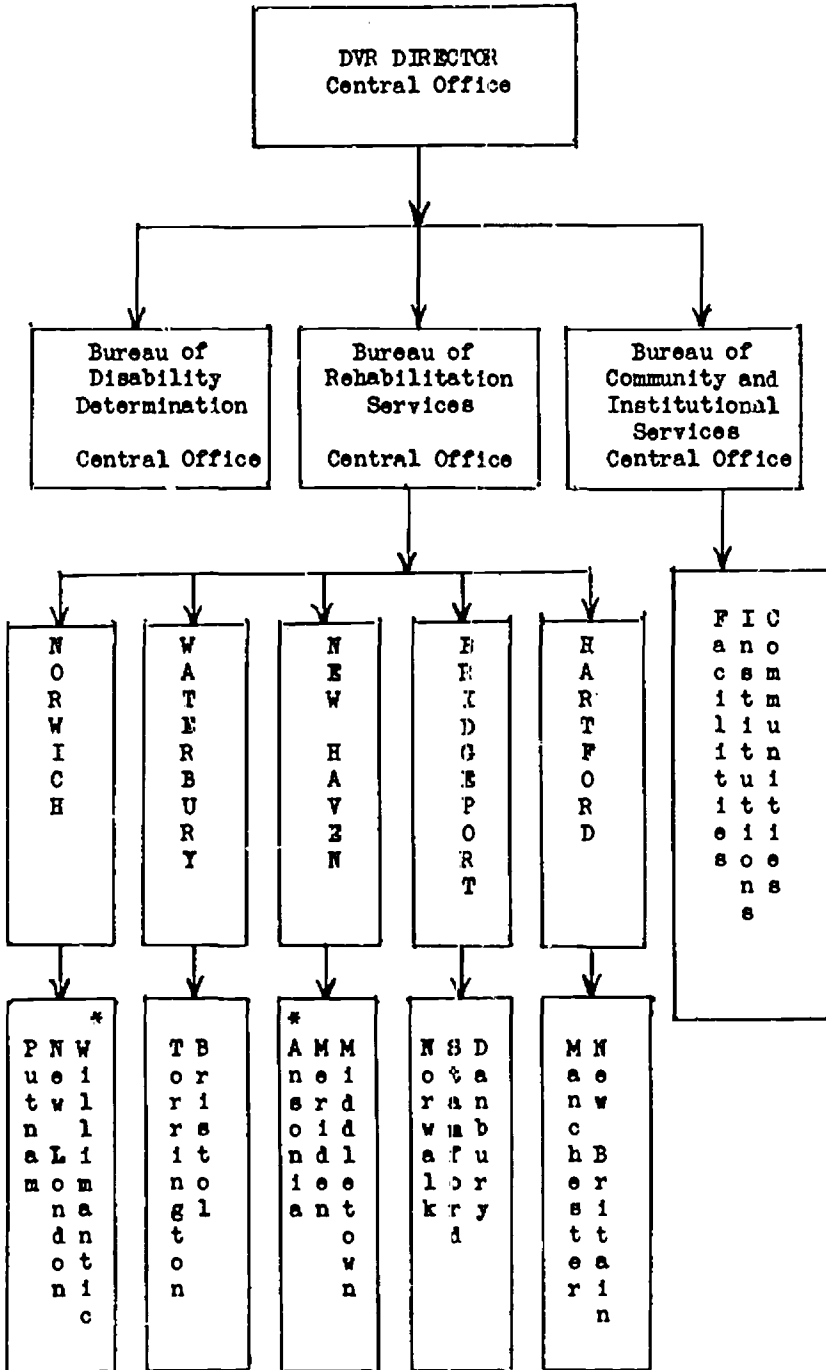 DVR DIRECTOR
Central Office
Bureau of
Disability
Determination
Central Office
Bureau of
Rehabilitation
Services
Central Office
Bureau of
Community and
Institutional
Services
Central Office
NORWICH
WATERBURY
NEW HAVEN
BRIDGEPORT
HARTFORD
Facilities
Institutions
Communities
Putnam
New London
*Willimantic
Torrington
Bristol
*Ansonia
Meriden
Middletown
Norwalk
Stamford
Danbury
Manchester
New Britain